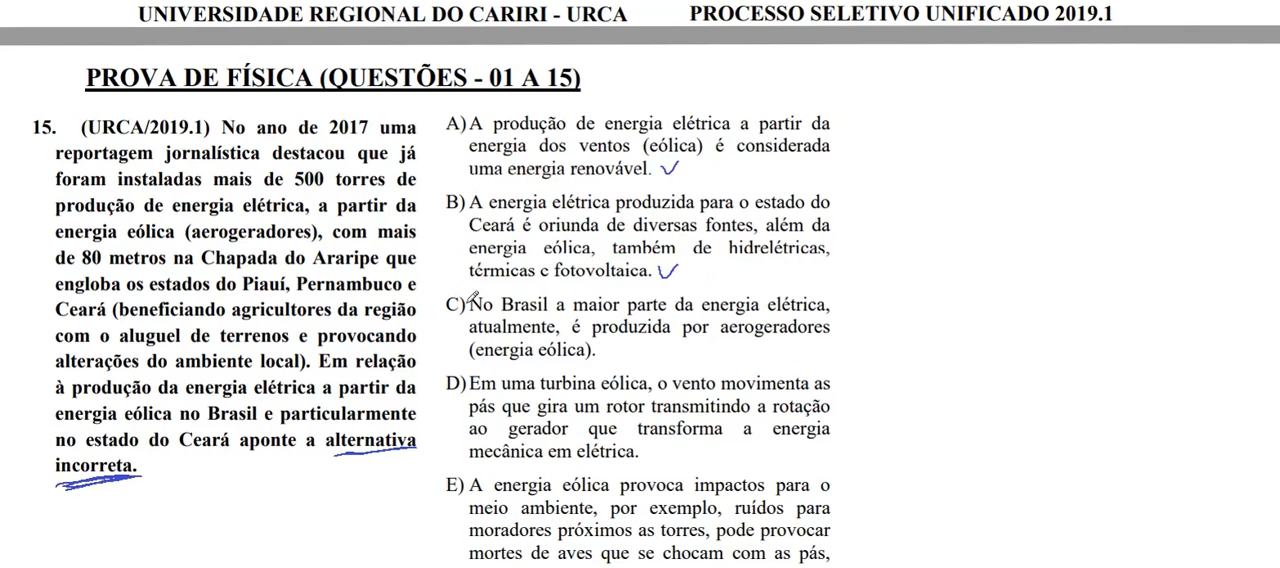 UNIVERSIDADE REGIONAL DO CARIRI - URCA PROCESSO SELETIVO UNIFICADO 2019.1
PROVA DE FÍSICA (QUESTÕES - 01 A 15)
15. (URCA/2019.1) No ano de 2017 uma
reportagem jornalística destacou que já
foram instaladas mais de 500 torres de
produção de energia elétrica, a partir da
energia eólica (aerogeradores), com mais
de 80 metros na Chapada do Araripe que
engloba os estados do Piauí, Pernambuco e
Ceará (beneficiando agricultores da região
com o aluguel de terrenos e provocando
alterações do ambiente local). Em relação
à produção da energia elétrica a partir da
energia eólica no Brasil e particularmente
no estado do Ceará aponte a alternativa
incorreta.
A) A produção de energia elétrica a partir da
energia dos ventos (eólica) é considerada
uma energia renovável.
B) A energia elétrica produzida para o estado do
Ceará é oriunda de diversas fontes, além da
energia eólica, também de hidrelétricas,
térmicas e fotovoltaica.
C) No Brasil a maior parte da energia elétrica,
atualmente, é produzida por aerogeradores
(energia eólica).
D) Em uma turbina eólica, o vento movimenta as
pás que gira um rotor transmitindo a rotação
ao gerador que transforma a energia
mecânica em elétrica.
E) A energia eólica provoca impactos para o
meio ambiente, por exemplo, ruídos para
moradores próximos as torres, pode provocar
mortes de aves que se chocam com as pás,